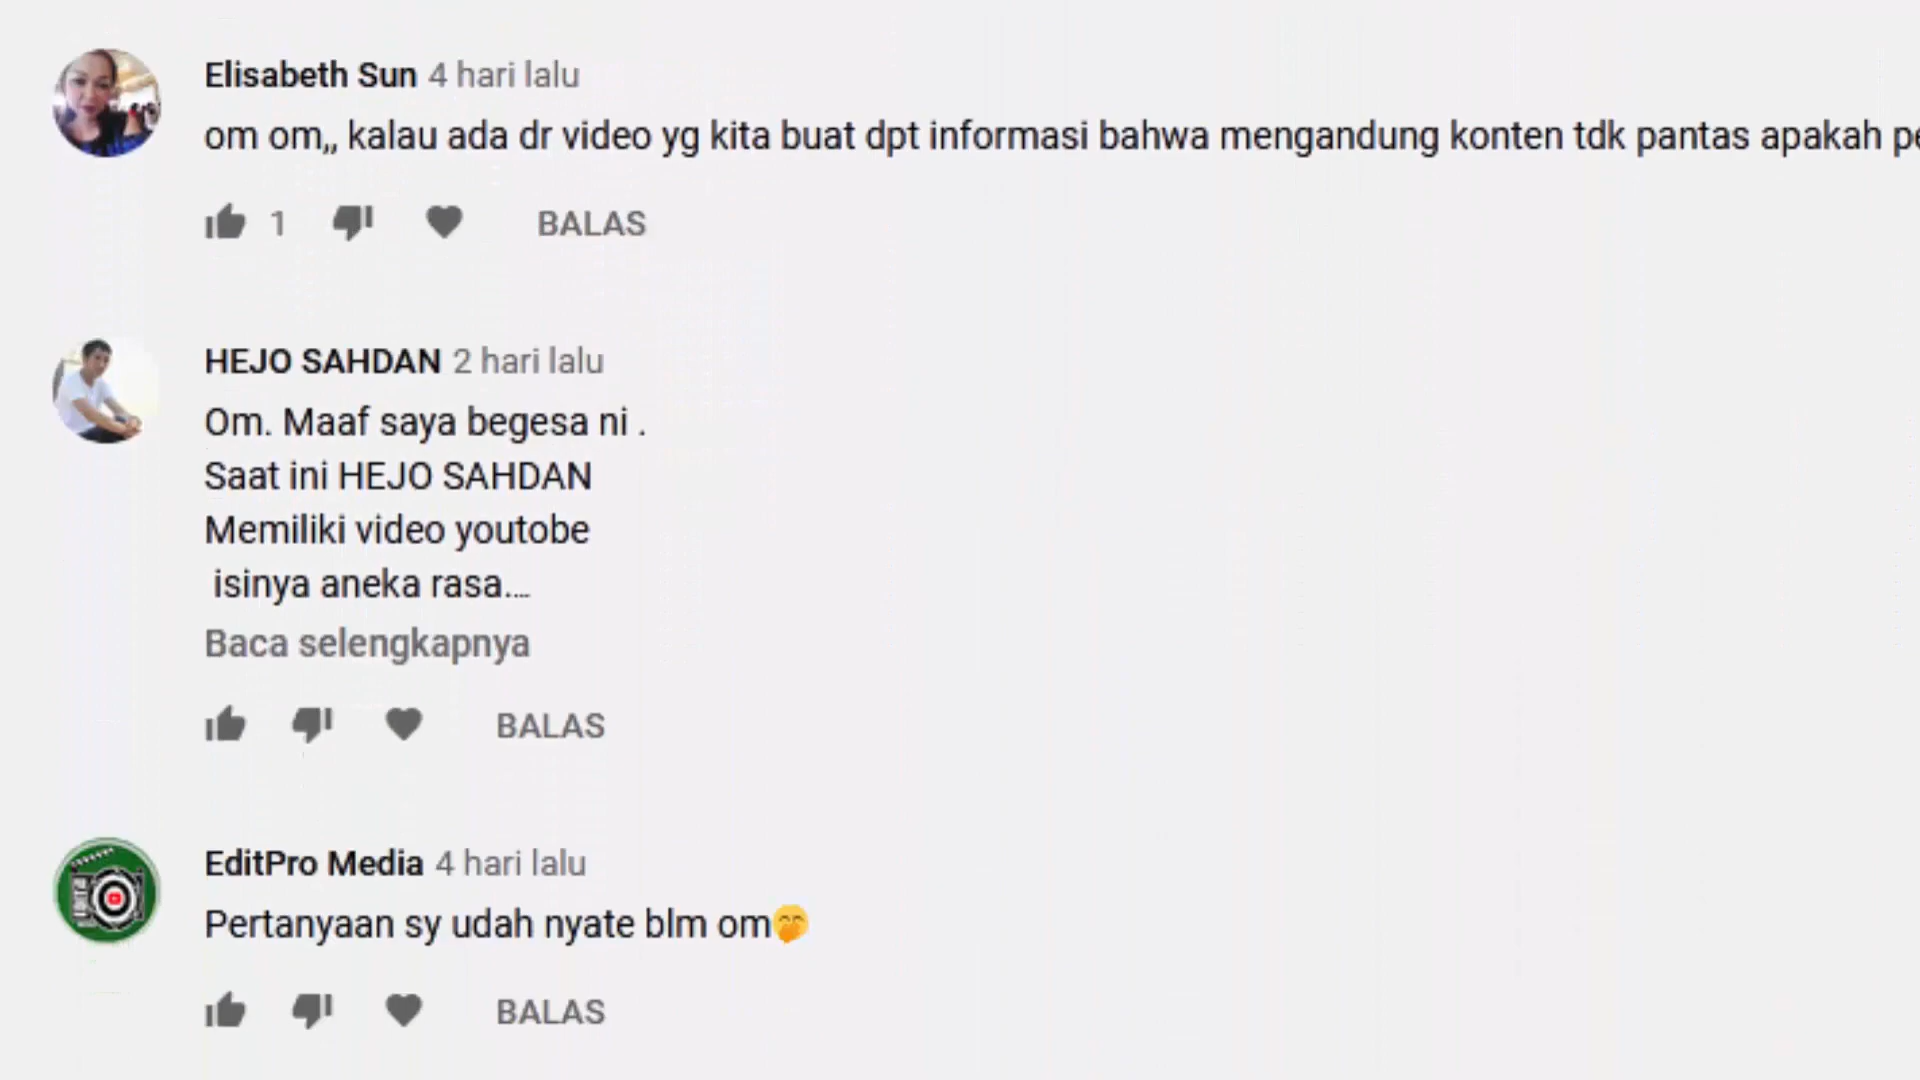 Elisabeth Sun 4 hari lalu
om om,, kalau ada dr video yg kita buat dpt informasi bahwa mengandung konten tdk pantas apakah
1 BALAS
HEJO SAHDAN 2 hari lalu
Om. Maaf saya begesa ni .
Saat ini HEJO SAHDAN
Memiliki video youtobe
isinya aneka rasa....
Baca selengkapnya
BALAS
EditPro Media 4 hari lalu
Pertanyaan sy udah nyate blm om🤭
BALAS